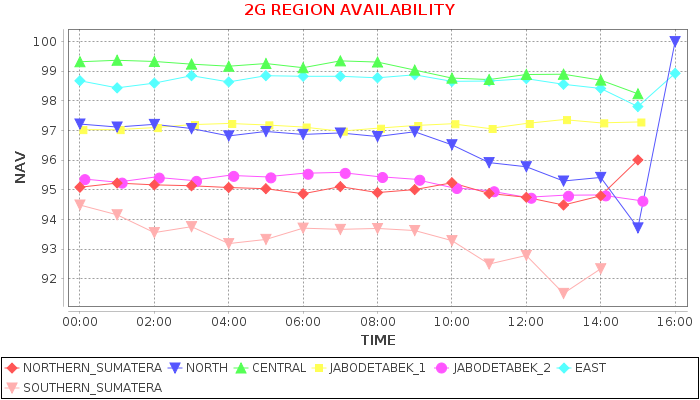 2G REGION AVAILABILITY
100
99
98
97
96
95
94
93
92
NAV
00:00 02:00 04:00 06:00 08:00 10:00 12:00 14:00 16:00
TIME
NORTHERN_SUMATERA NORTH CENTRAL JABODETABEK_1 JABODETABEK_2 EAST
SOUTHERN_SUMATERA